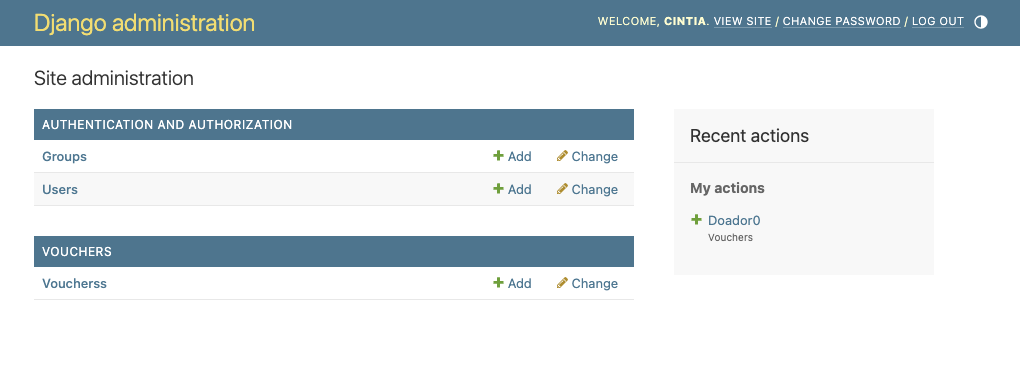 Django administration
WELCOME, CINTIA. VIEW SITE / CHANGE PASSWORD / LOG OUT
Site administration
AUTHENTICATION AND AUTHORIZATION
Groups Add Change
Users Add Change
VOUCHERS
Voucherss Add Change
Recent actions
My actions
Doador0
Vouchers